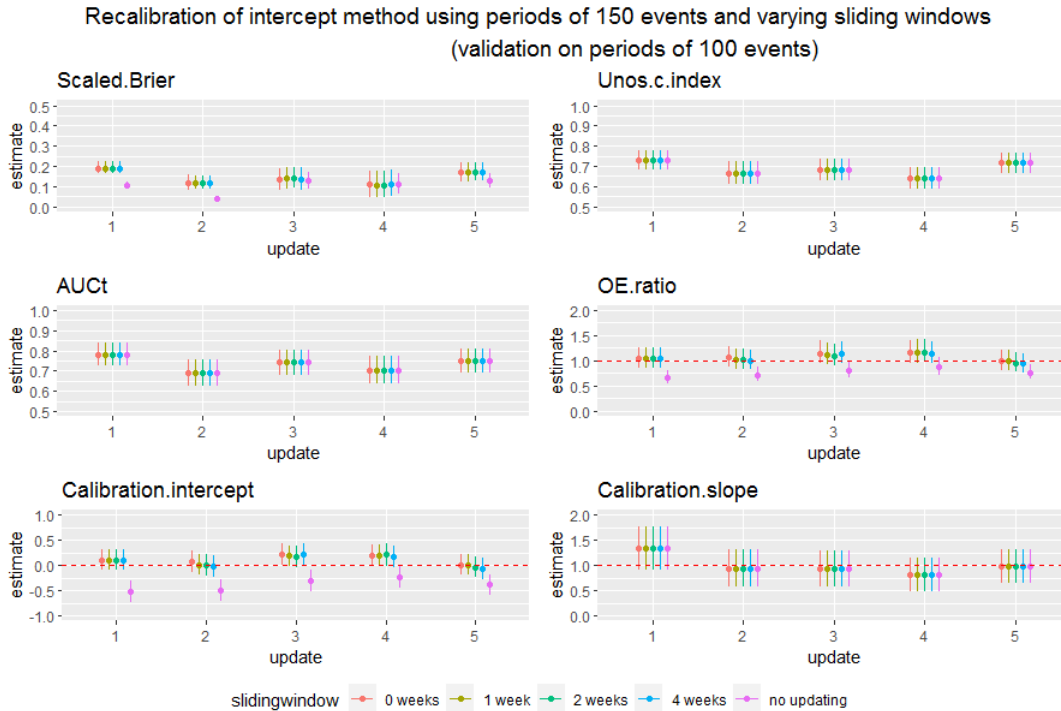 Recalibration of intercept method using periods of 150 events and varying sliding windows
(validation on periods of 100 events)
Scaled.Brier
estimate
0.5
0.4
0.3
0.2
0.1
0.0
1 2 3 4 5
update
Unos.c.index
estimate
1.0
0.9
0.8
0.7
0.6
0.5
1 2 3 4 5
update
AUCt
estimate
1.0
0.9
0.8
0.7
0.6
0.5
1 2 3 4 5
update
OE.ratio
estimate
2.0
1.5
1.0
0.5
0.0
1 2 3 4 5
update
Calibration.intercept
estimate
1.0
0.5
0.0
-0.5
-1.0
1 2 3 4 5
update
Calibration.slope
estimate
2.0
1.5
1.0
0.5
0.0
1 2 3 4 5
update
slidingwindow 0 weeks 1 week 2 weeks 4 weeks no updating